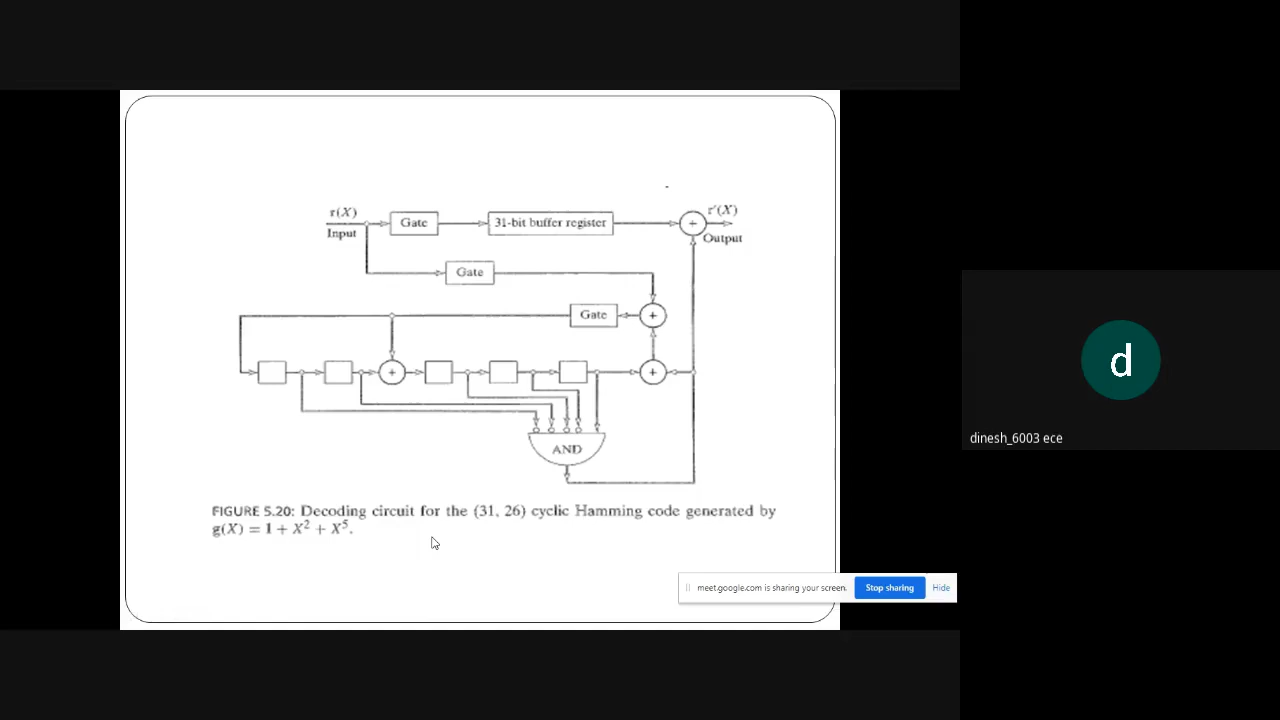 r(X)
Input
Gate
31-bit buffer register
+
r'(X)
Output
Gate
Gate
+
+
+
AND
FIGURE 5.20: Decoding circuit for the (31, 26) cyclic Hamming code generated by
g(X) = 1 + X² + X⁵.
meet.google.com is sharing your screen.
Stop sharing
Hide
d
dinesh_6003 ece